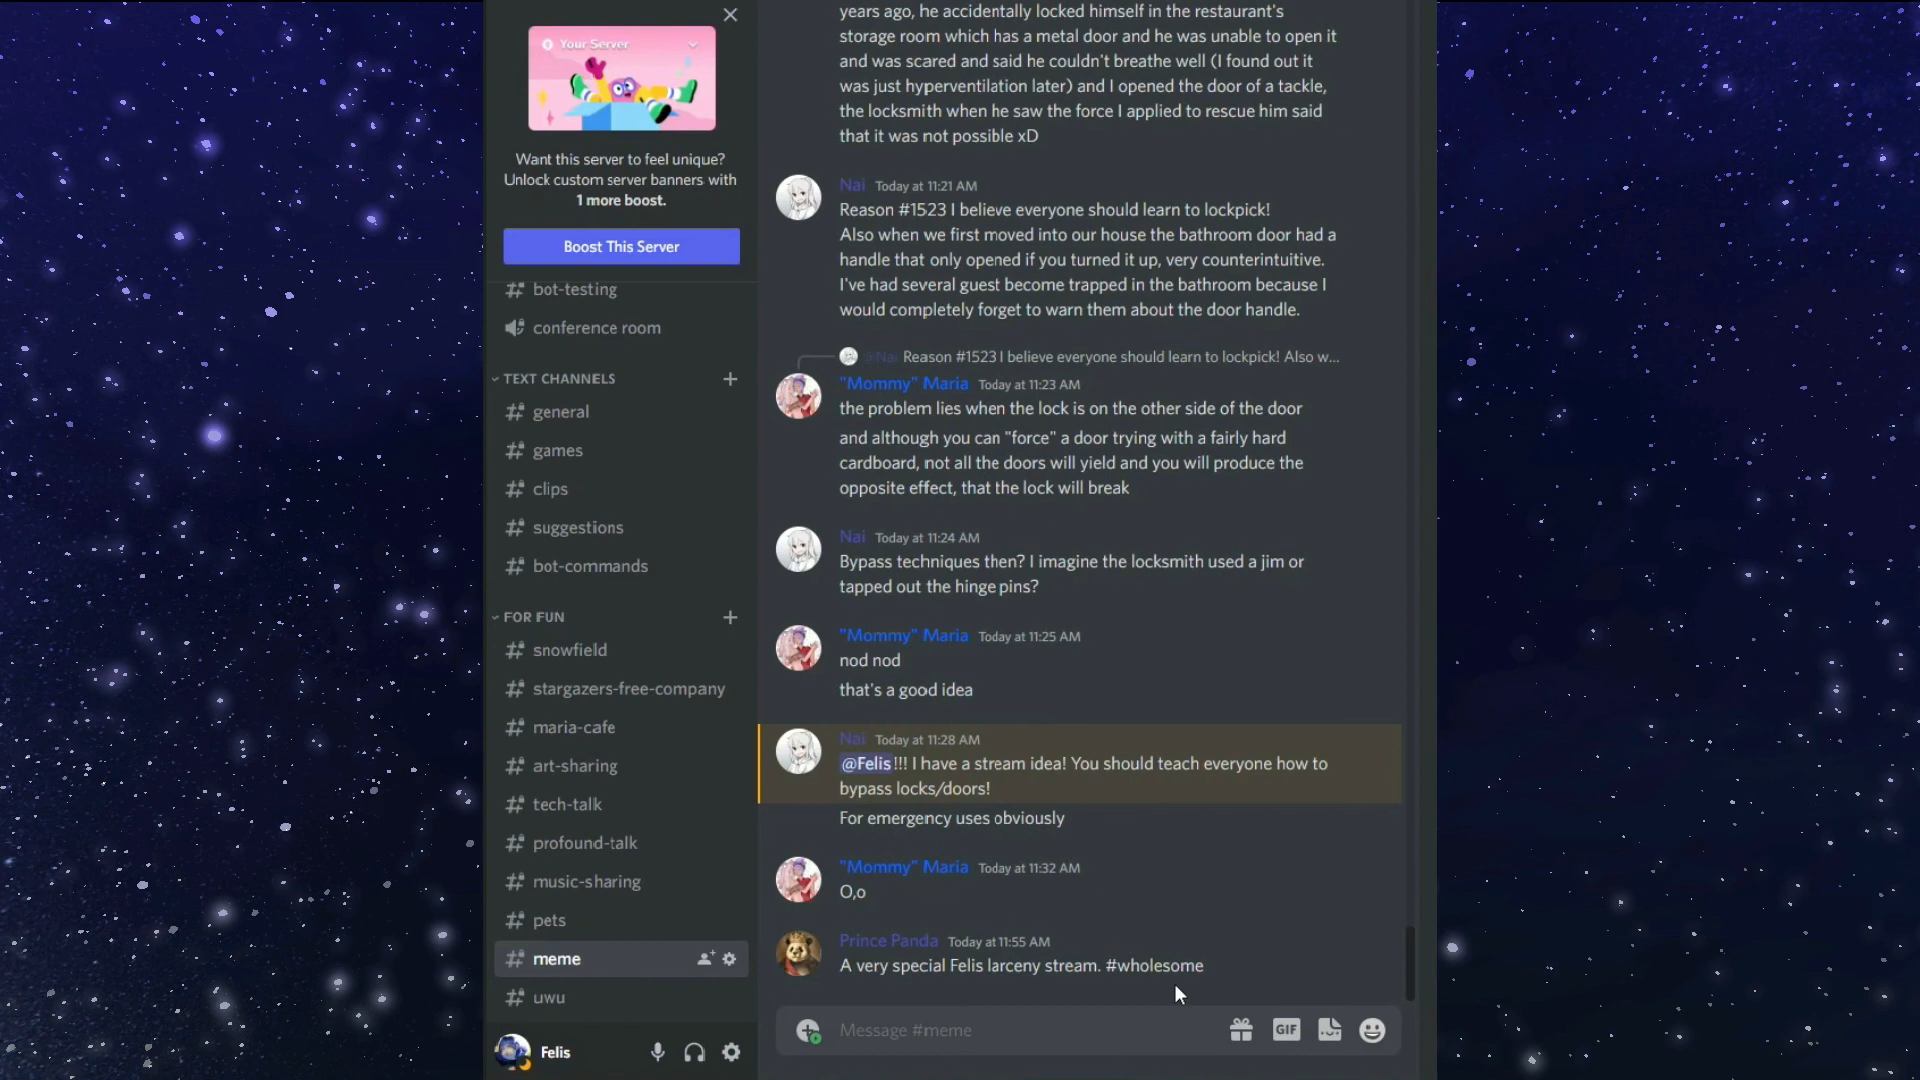 Your Server
Want this server to feel unique?
Unlock custom server banners with
1 more boost.
Boost This Server
bot-testing
conference room
TEXT CHANNELS
general
games
clips
suggestions
bot-commands
FOR FUN
snowfield
stargazers-free-company
maria-cafe
art-sharing
tech-talk
profound-talk
music-sharing
pets
meme
uwu
Felis
years ago, he accidentally locked himself in the restaurant's
storage room which has a metal door and he was unable to open it
and was scared and said he couldn't breathe well (I found out it
was just hyperventilation later) and I opened the door of a tackle,
the locksmith when he saw the force I applied to rescue him said
that it was not possible xD
Nai Today at 11:21 AM
Reason #1523 I believe everyone should learn to lockpick!
Also when we first moved into our house the bathroom door had a
handle that only opened if you turned it up, very counterintuitive.
I've had several guest become trapped in the bathroom because I
would completely forget to warn them about the door handle.
@Nai Reason #1523 I believe everyone should learn to lockpick! Also w...
"Mommy" Maria Today at 11:23 AM
the problem lies when the lock is on the other side of the door
and although you can "force" a door trying with a fairly hard
cardboard, not all the doors will yield and you will produce the
opposite effect, that the lock will break
Nai Today at 11:24 AM
Bypass techniques then? I imagine the locksmith used a jim or
tapped out the hinge pins?
"Mommy" Maria Today at 11:25 AM
nod nod
that's a good idea
Nai Today at 11:28 AM
@Felis!!! I have a stream idea! You should teach everyone how to
bypass locks/doors!
For emergency uses obviously
"Mommy" Maria Today at 11:32 AM
O,o
Prince Panda Today at 11:55 AM
A very special Felis larceny stream. #wholesome
Message #meme
GIF